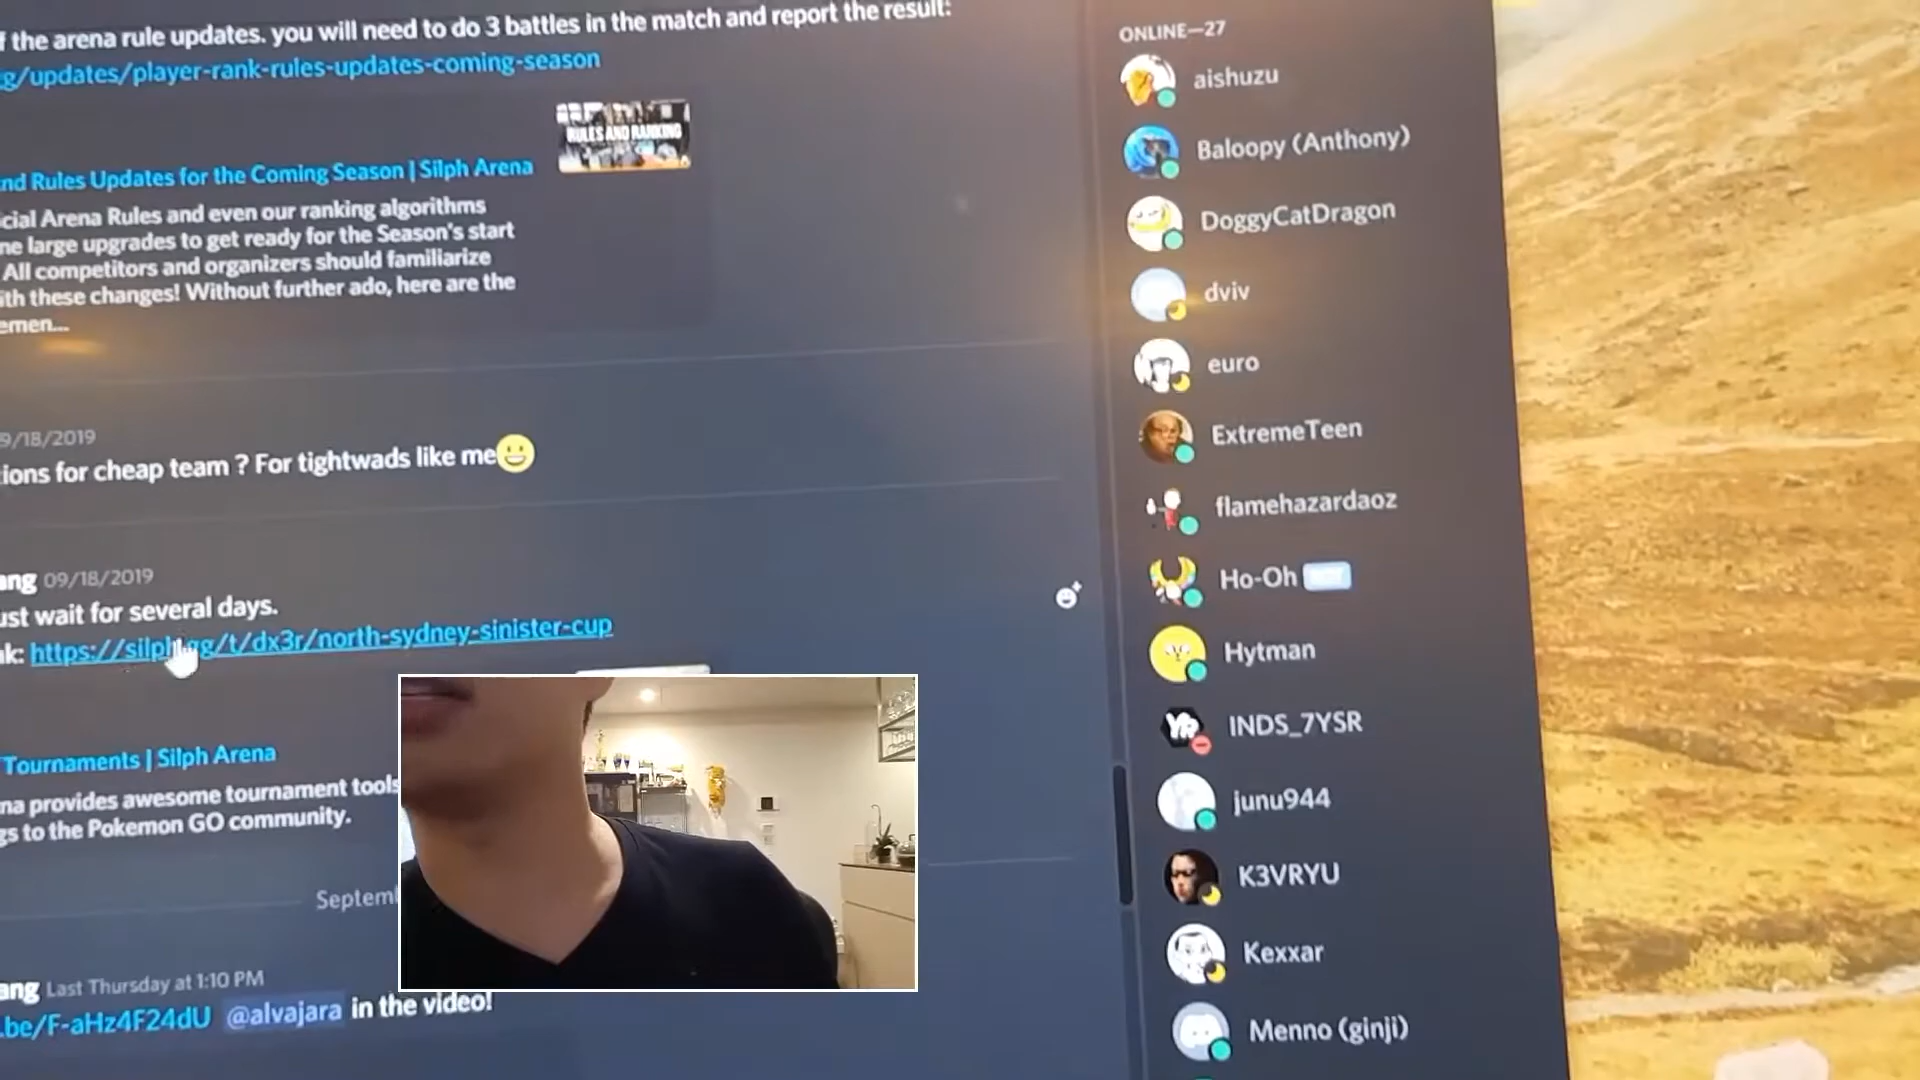 f the arena rule updates. you will need to do 3 battles in the match and report the result:
g/updates/player-rank-rules-updates-coming-season
RULES AND RANKING
nd Rules Updates for the Coming Season | Silph Arena
cial Arena Rules and even our ranking algorithms
ne large upgrades to get ready for the Season's start
All competitors and organizers should familiarize
ith these changes! Without further ado, here are the
emen...
9/18/2019
ions for cheap team ? For tightwads like me
ang 09/18/2019
ust wait for several days.
nk: https://silph.gg/t/dx3r/north-sydney-sinister-cup
Tournaments | Silph Arena
na provides awesome tournament tools
gs to the Pokemon GO community.
Septem
ang Last Thursday at 1:10 PM
.be/F-aHz4F24dU @alvajara in the video!
ONLINE—27
aishuzu
Baloopy (Anthony)
DoggyCatDragon
dviv
euro
ExtremeTeen
flamehazardaoz
Ho-Oh
Hytman
INDS_7YSR
junu944
K3VRYU
Kexxar
Menno (ginji)